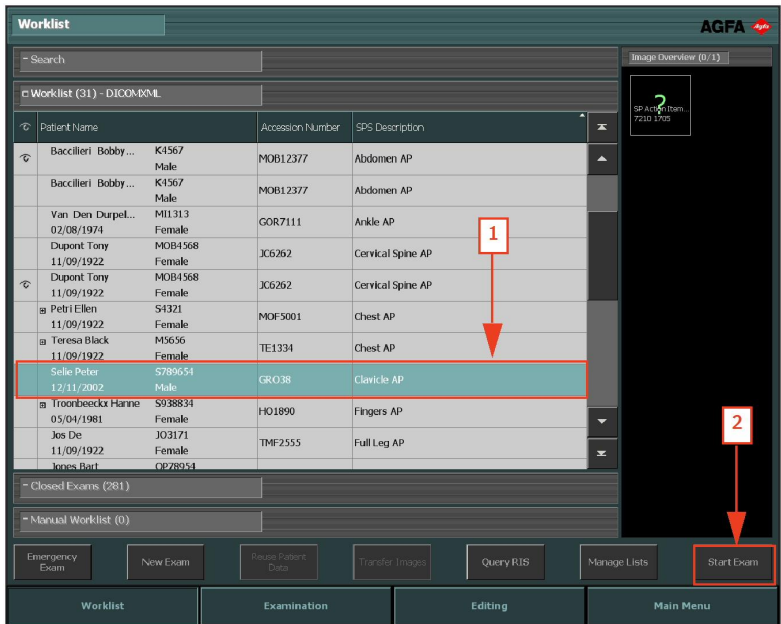 Worklist
AGFA
Agfa
- Search
Worklist (31) - DICOMXML
Patient Name Accession Number SPS Description
Baccilieri Bobby... K4567 MOB12377 Abdomen AP
Male
Baccilieri Bobby... K4567 MOB12377 Abdomen AP
Male
Van Den Durpel... MI1313 GOR7111 Ankle AP
02/08/1974 Female
Dupont Tony MOB4568 JC6262 Cervical Spine AP
11/09/1922 Female
Dupont Tony MOB4568 JC6262 Cervical Spine AP
11/09/1922 Female
Petri Ellen S4321 MOF5001 Chest AP
11/09/1922 Female
Teresa Black M5656 TE1334 Chest AP
11/09/1922 Female
Selie Peter S789654 GRO38 Clavicle AP
12/11/2002 Male
Troonbeeckx Hanne S938834 HO1890 Fingers AP
05/04/1981 Female
Jos De JO3171 TMF2555 Full Leg AP
11/09/1922 Female
Jones Bart OP78954
1
2
- Closed Exams (281)
- Manual Worklist (0)
Image Overview (0/1)
?
SP Action Item...
7210 1705
Emergency Exam
New Exam
Reuse Patient Data
Transfer Images
Query RIS
Manage Lists
Start Exam
Worklist Examination Editing Main Menu